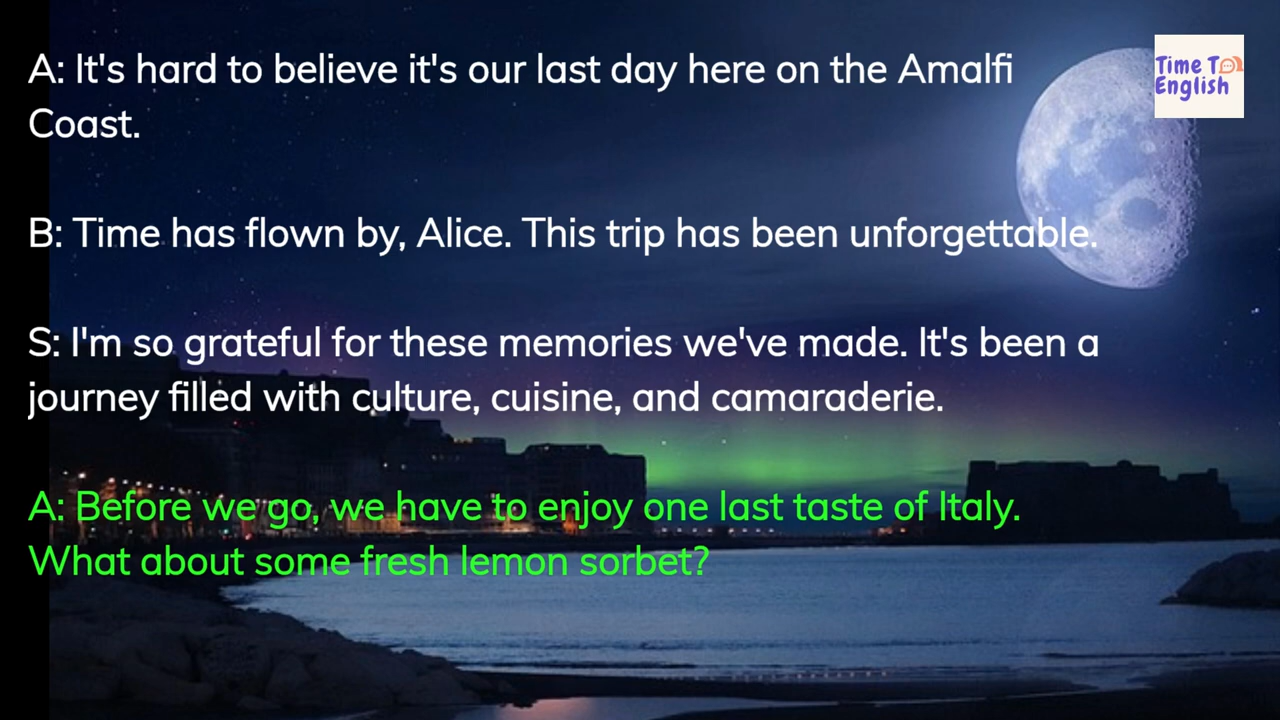 A: It's hard to believe it's our last day here on the Amalfi
Coast.
B: Time has flown by, Alice. This trip has been unforgettable.
S: I'm so grateful for these memories we've made. It's been a
journey filled with culture, cuisine, and camaraderie.
A: Before we go, we have to enjoy one last taste of Italy.
What about some fresh lemon sorbet?
Time To
English